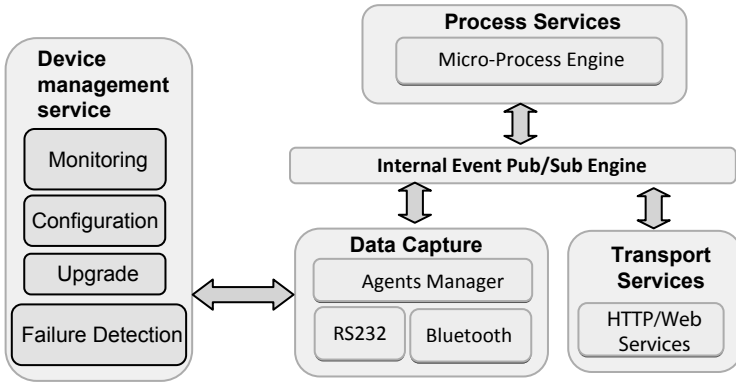 Process Services
Micro-Process Engine
Device
management
service
Monitoring
Configuration
Upgrade
Failure Detection
Internal Event Pub/Sub Engine
Data Capture
Agents Manager
RS232
Bluetooth
Transport
Services
HTTP/Web
Services